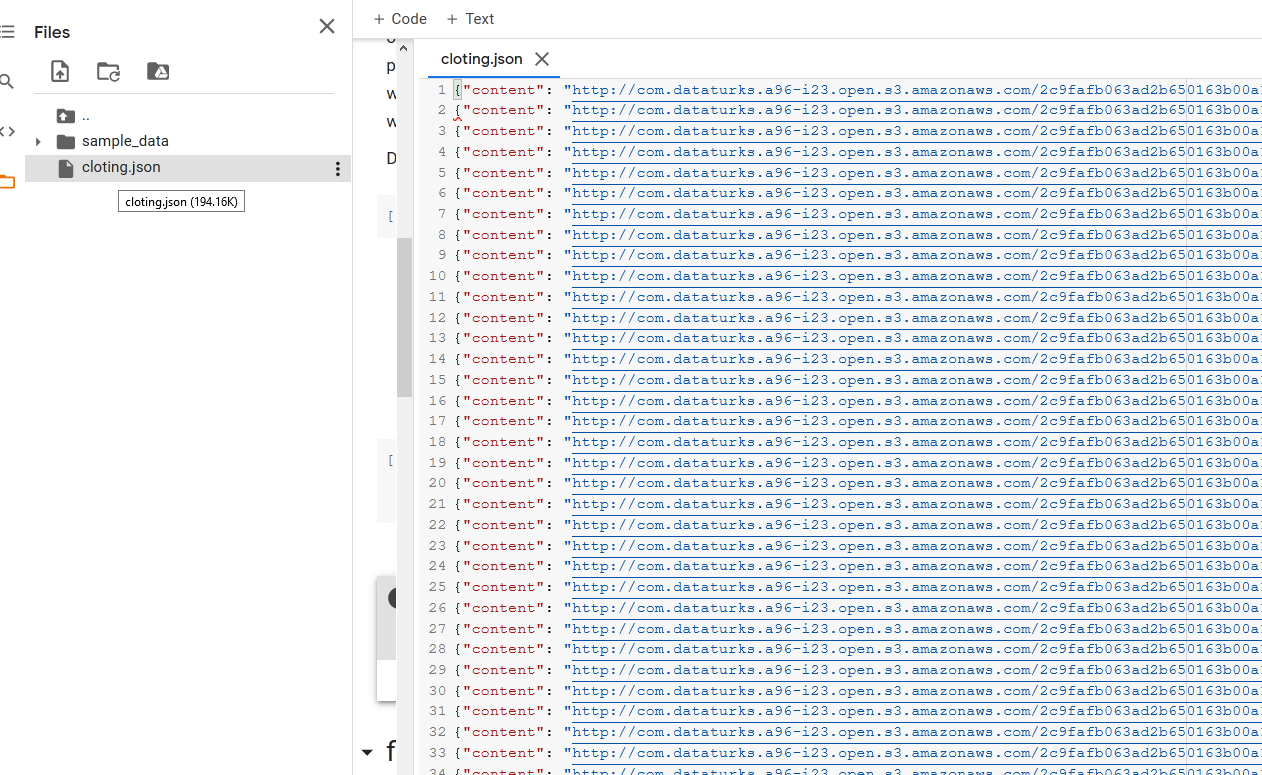 Files
..
sample_data
cloting.json
cloting.json (194.16K)
+ Code + Text
p
w
w
D
[
[
f
cloting.json
1 {"content": "http://com.dataturks.a96-i23.open.s3.amazonaws.com/2c9fafb063ad2b650163b00a
2 {"content": "http://com.dataturks.a96-i23.open.s3.amazonaws.com/2c9fafb063ad2b650163b00a
3 {"content": "http://com.dataturks.a96-i23.open.s3.amazonaws.com/2c9fafb063ad2b650163b00a
4 {"content": "http://com.dataturks.a96-i23.open.s3.amazonaws.com/2c9fafb063ad2b650163b00a
5 {"content": "http://com.dataturks.a96-i23.open.s3.amazonaws.com/2c9fafb063ad2b650163b00a
6 {"content": "http://com.dataturks.a96-i23.open.s3.amazonaws.com/2c9fafb063ad2b650163b00a
7 {"content": "http://com.dataturks.a96-i23.open.s3.amazonaws.com/2c9fafb063ad2b650163b00a
8 {"content": "http://com.dataturks.a96-i23.open.s3.amazonaws.com/2c9fafb063ad2b650163b00a
9 {"content": "http://com.dataturks.a96-i23.open.s3.amazonaws.com/2c9fafb063ad2b650163b00a
10 {"content": "http://com.dataturks.a96-i23.open.s3.amazonaws.com/2c9fafb063ad2b650163b00a
11 {"content": "http://com.dataturks.a96-i23.open.s3.amazonaws.com/2c9fafb063ad2b650163b00a
12 {"content": "http://com.dataturks.a96-i23.open.s3.amazonaws.com/2c9fafb063ad2b650163b00a
13 {"content": "http://com.dataturks.a96-i23.open.s3.amazonaws.com/2c9fafb063ad2b650163b00a
14 {"content": "http://com.dataturks.a96-i23.open.s3.amazonaws.com/2c9fafb063ad2b650163b00a
15 {"content": "http://com.dataturks.a96-i23.open.s3.amazonaws.com/2c9fafb063ad2b650163b00a
16 {"content": "http://com.dataturks.a96-i23.open.s3.amazonaws.com/2c9fafb063ad2b650163b00a
17 {"content": "http://com.dataturks.a96-i23.open.s3.amazonaws.com/2c9fafb063ad2b650163b00a
18 {"content": "http://com.dataturks.a96-i23.open.s3.amazonaws.com/2c9fafb063ad2b650163b00a
19 {"content": "http://com.dataturks.a96-i23.open.s3.amazonaws.com/2c9fafb063ad2b650163b00a
20 {"content": "http://com.dataturks.a96-i23.open.s3.amazonaws.com/2c9fafb063ad2b650163b00a
21 {"content": "http://com.dataturks.a96-i23.open.s3.amazonaws.com/2c9fafb063ad2b650163b00a
22 {"content": "http://com.dataturks.a96-i23.open.s3.amazonaws.com/2c9fafb063ad2b650163b00a
23 {"content": "http://com.dataturks.a96-i23.open.s3.amazonaws.com/2c9fafb063ad2b650163b00a
24 {"content": "http://com.dataturks.a96-i23.open.s3.amazonaws.com/2c9fafb063ad2b650163b00a
25 {"content": "http://com.dataturks.a96-i23.open.s3.amazonaws.com/2c9fafb063ad2b650163b00a
26 {"content": "http://com.dataturks.a96-i23.open.s3.amazonaws.com/2c9fafb063ad2b650163b00a
27 {"content": "http://com.dataturks.a96-i23.open.s3.amazonaws.com/2c9fafb063ad2b650163b00a
28 {"content": "http://com.dataturks.a96-i23.open.s3.amazonaws.com/2c9fafb063ad2b650163b00a
29 {"content": "http://com.dataturks.a96-i23.open.s3.amazonaws.com/2c9fafb063ad2b650163b00a
30 {"content": "http://com.dataturks.a96-i23.open.s3.amazonaws.com/2c9fafb063ad2b650163b00a
31 {"content": "http://com.dataturks.a96-i23.open.s3.amazonaws.com/2c9fafb063ad2b650163b00a
32 {"content": "http://com.dataturks.a96-i23.open.s3.amazonaws.com/2c9fafb063ad2b650163b00a
33 {"content": "http://com.dataturks.a96-i23.open.s3.amazonaws.com/2c9fafb063ad2b650163b00a
34 {"content": "http://com.dataturks.a96-i23.open.s3.amazonaws.com/2c9fafb063ad2b650163b00a